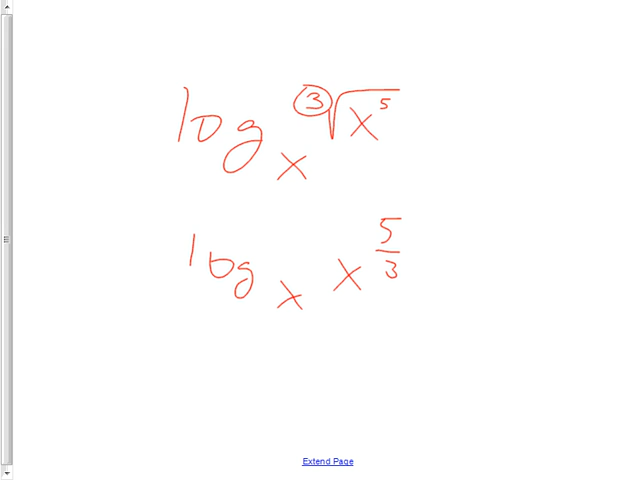 log_x ∛(x^5)
log_x x^(5/3)
Extend Page